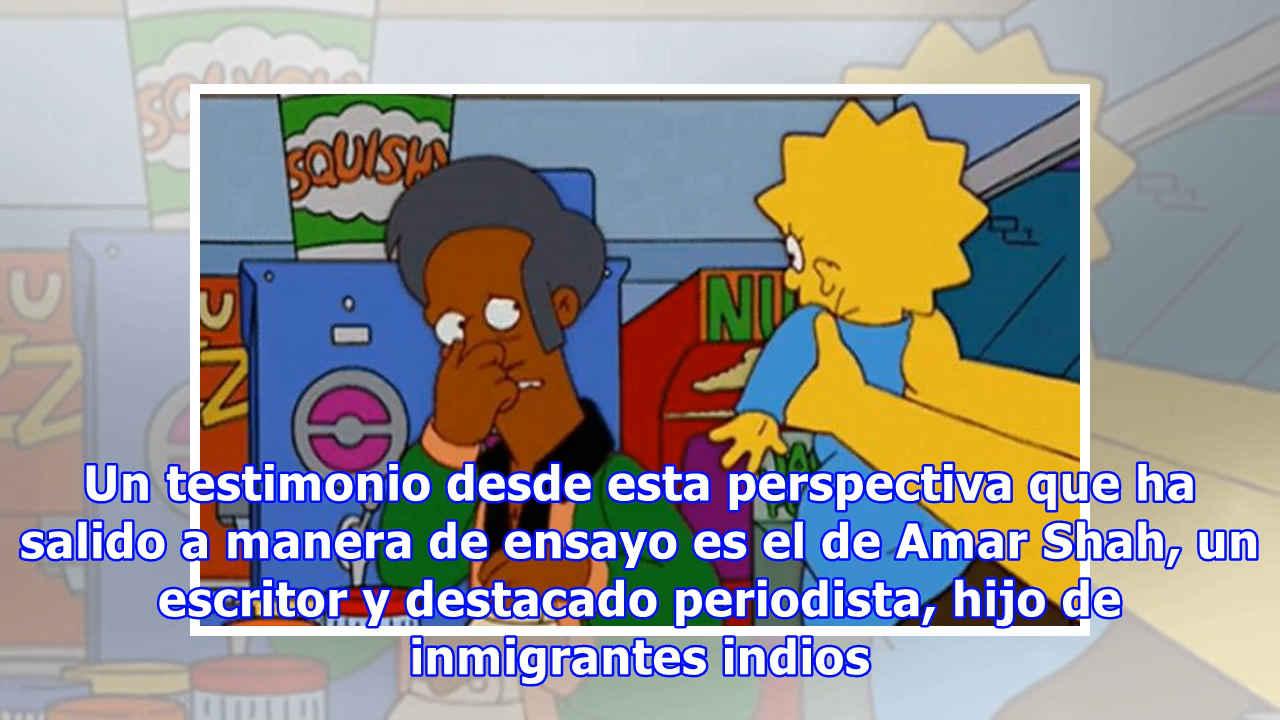 SQUISHY
NU
Un testimonio desde esta perspectiva que ha
salido a manera de ensayo es el de Amar Shah, un
escritor y destacado periodista, hijo de
inmigrantes indios